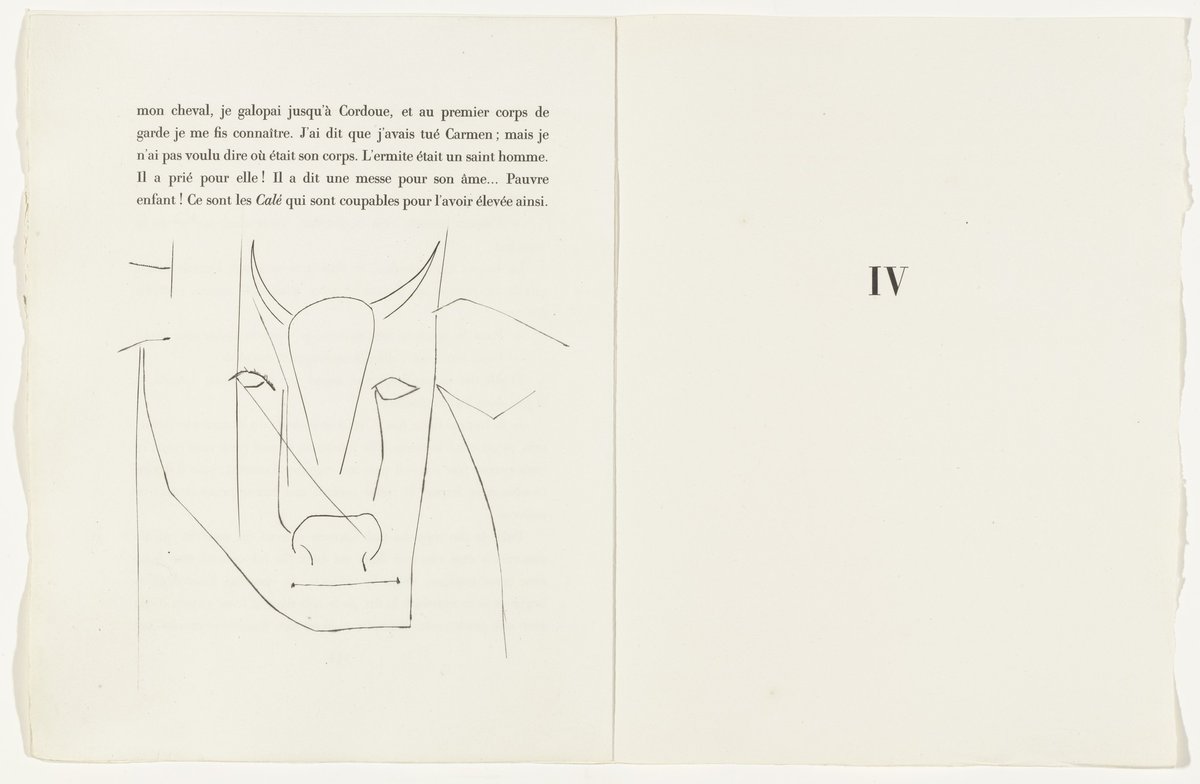 mon cheval, je galopai jusqu'à Cordoue, et au premier corps de
garde je me fis connaître. J'ai dit que j'avais tué Carmen ; mais je
n'ai pas voulu dire où était son corps. L'ermite était un saint homme.
Il a prié pour elle ! Il a dit une messe pour son âme... Pauvre
enfant ! Ce sont les Calé qui sont coupables pour l'avoir élevée ainsi.
IV